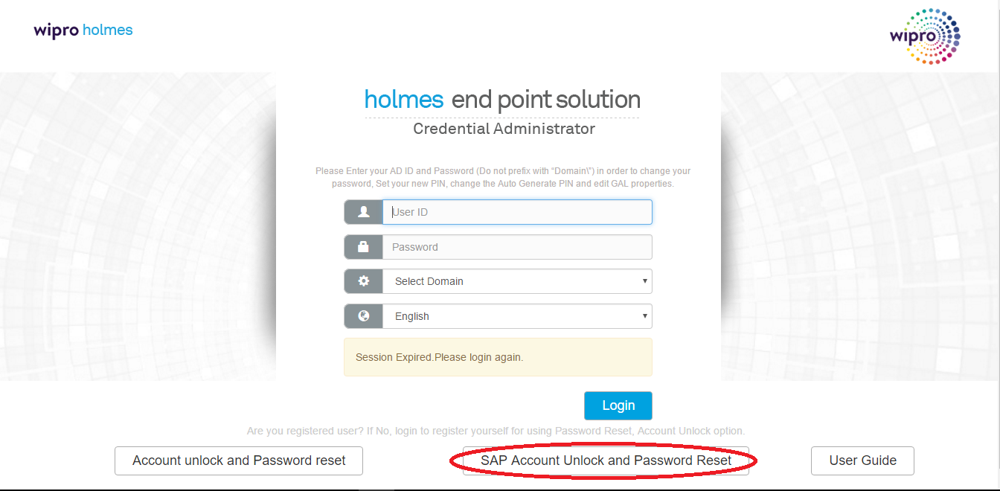 wipro holmes
wipro
holmes end point solution
Credential Administrator
Please Enter your AD ID and Password (Do not prefix with “Domain\”) in order to change your
password, Set your new PIN, change the Auto Generate PIN and edit GAL properties.
User ID
Password
Select Domain
English
Session Expired.Please login again.
Login
Are you registered user? If No, login to register yourself for using Password Reset, Account Unlock option.
Account unlock and Password reset
SAP Account Unlock and Password Reset
User Guide